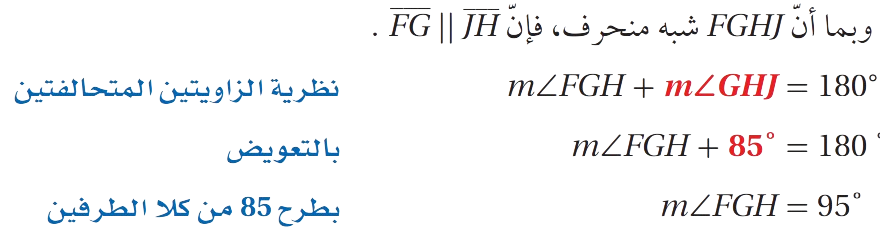 وبما أنّ FGHJ شبه منحرف، فإنّ FG || JH .
m∠FGH + m∠GHJ = 180° نظرية الزاويتين المتحالفتين
m∠FGH + 85° = 180° بالتعويض
m∠FGH = 95° بطرح 85 من كلا الطرفين